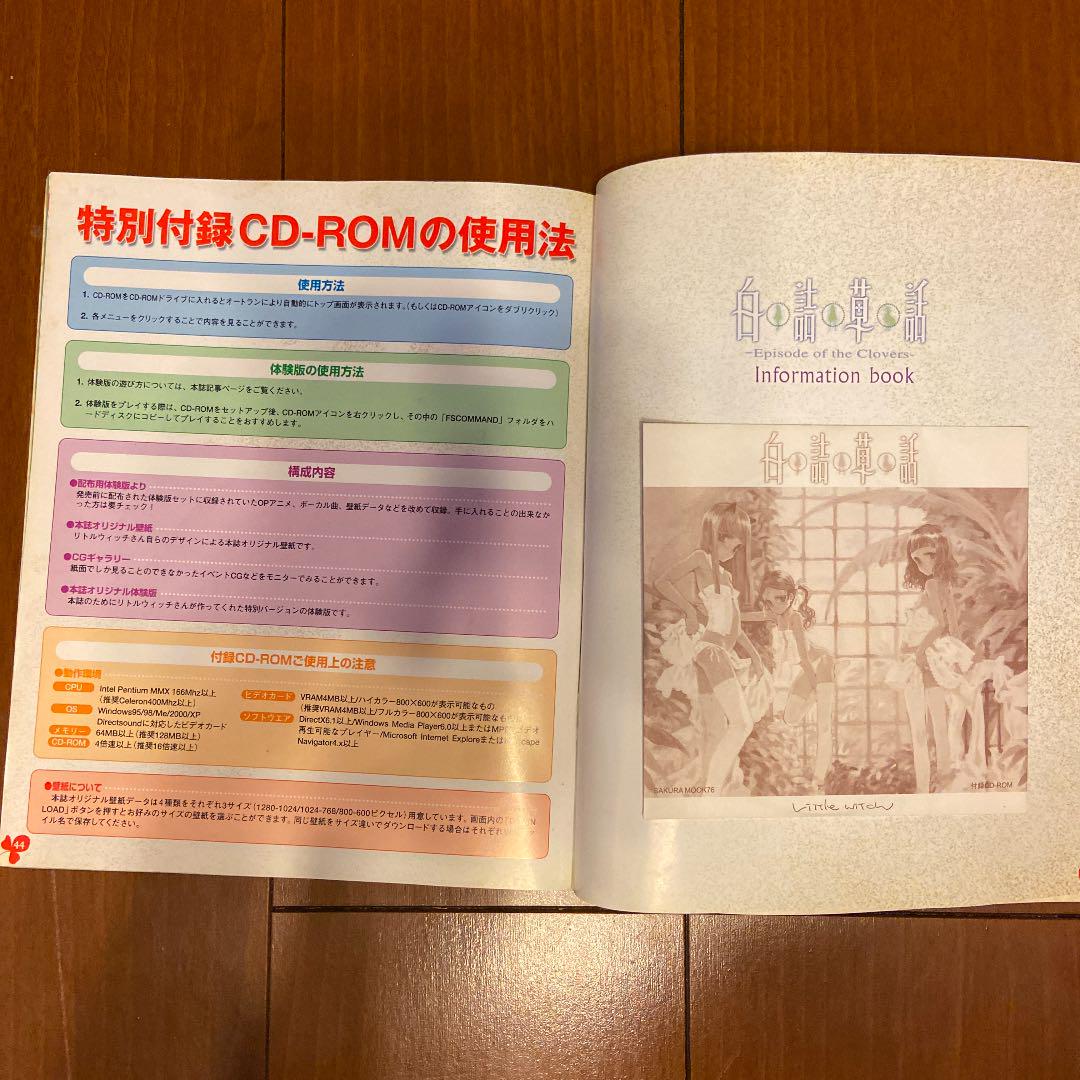 特別付録CD-ROMの使用法
使用方法
1. CD-ROMをCD-ROMドライブに入れるとオートランにより自動的にトップ画面が表示されます。(もしくはCD-ROMアイコンをダブリクリック)
2. 各メニューをクリックすることで内容を見ることができます。
体験版の使用方法
1. 体験版の遊び方については、本誌記事ページをご覧ください。
2. 体験版をプレイする際は、CD-ROMをセットアップ後、CD-ROMアイコンを右クリックし、その中の「FSCOMMAND」フォルダをハ
ードディスクにコピーしてプレイすることをおすすめします。
構成内容
●配布用体験版より
発売前に配布された体験版セットに収録されていたOPアニメ、ボーカル曲、壁紙データなどを改めて収録。手に入れることの出来なか
った方は要チェック！
●本誌オリジナル壁紙
リトルウィッチさん自らのデザインによる本誌オリジナル壁紙です。
●CGギャラリー
紙面でしか見ることのできなかったイベントCGなどをモニターでみることができます。
●本誌オリジナル体験版
本誌のためにリトルウィッチさんが作ってくれた特別バージョンの体験版です。
付録CD-ROMご使用上の注意
●動作環境
CPU Intel Pentium MMX 166Mhz以上
(推奨Celeron400Mhz以上)
OS Windows95/98/Me/2000/XP
Directsoundに対応したビデオカード
メモリー 64MB以上(推奨128MB以上)
CD-ROM 4倍速以上(推奨16倍速以上)
ビデオカード VRAM4MB以上/ハイカラー800×600が表示可能なもの
(推奨VRAM4MB以上/フルカラー800×600が表示可能なもの
ソフトウエア DirectX6.1以上/Windows Media Player6.0以上または
再生可能なプレイヤー/Microsoft Internet Exploreまたは
Navigator4.x以上
●壁紙について
本誌オリジナル壁紙データは4種類をそれぞれ3サイズ(1280-1024/1024-768/800-600ピクセル)用意しています。画面内の
LOAD」ボタンを押すとお好みのサイズの壁紙を選ぶことができます。同じ壁紙をサイズ違いでダウンロードする場合はそれぞれ
イル名で保存してください。
44
白詰草話
-Episode of the Clovers-
Information book
白詰草話
SAKURA MOOK76
付録CD-ROM
Little witch